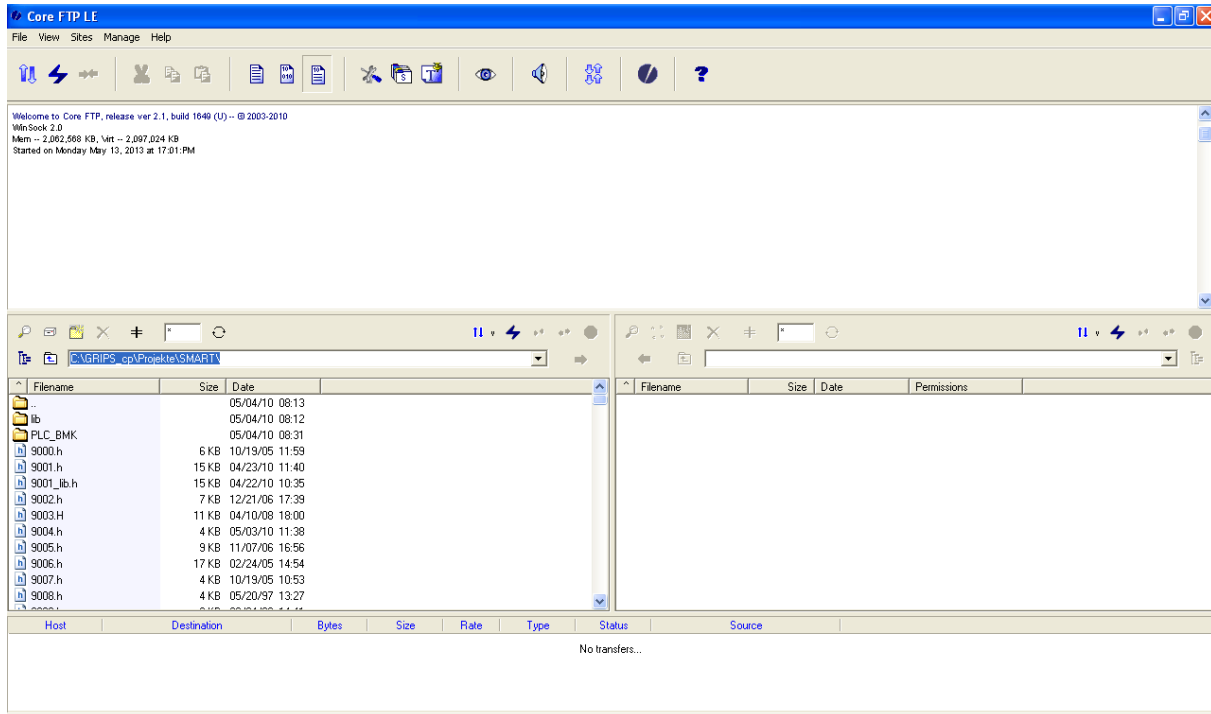 Core FTP LE
File View Sites Manage Help
Welcome to Core FTP, release ver 2.1, build 1649 (U) -- © 2003-2010
WinSock 2.0
Mem -- 2,062,568 KB, Virt -- 2,097,024 KB
Started on Monday May 13, 2013 at 17:01:PM
C:\GRIPS_cp\Projekte\SMART\
^ Filename Size Date
^ Filename Size Date Permissions
.. 05/04/10 08:13
lib 05/04/10 08:12
PLC_BMK 05/04/10 08:31
9000.h 6 KB 10/19/05 11:59
9001.h 15 KB 04/23/10 11:40
9001_lib.h 15 KB 04/22/10 10:35
9002.h 7 KB 12/21/06 17:39
9003.H 11 KB 04/10/08 18:00
9004.h 4 KB 05/03/10 11:38
9005.h 9 KB 11/07/06 16:56
9006.h 17 KB 02/24/05 14:54
9007.h 4 KB 10/19/05 10:53
9008.h 4 KB 05/20/97 13:27
Host Destination Bytes Size Rate Type Status Source
No transfers...